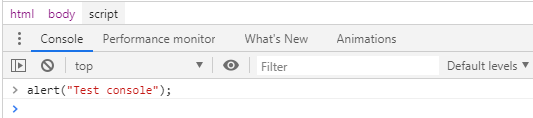 html body script
Console Performance monitor What's New Animations
top Filter Default levels
alert("Test console");